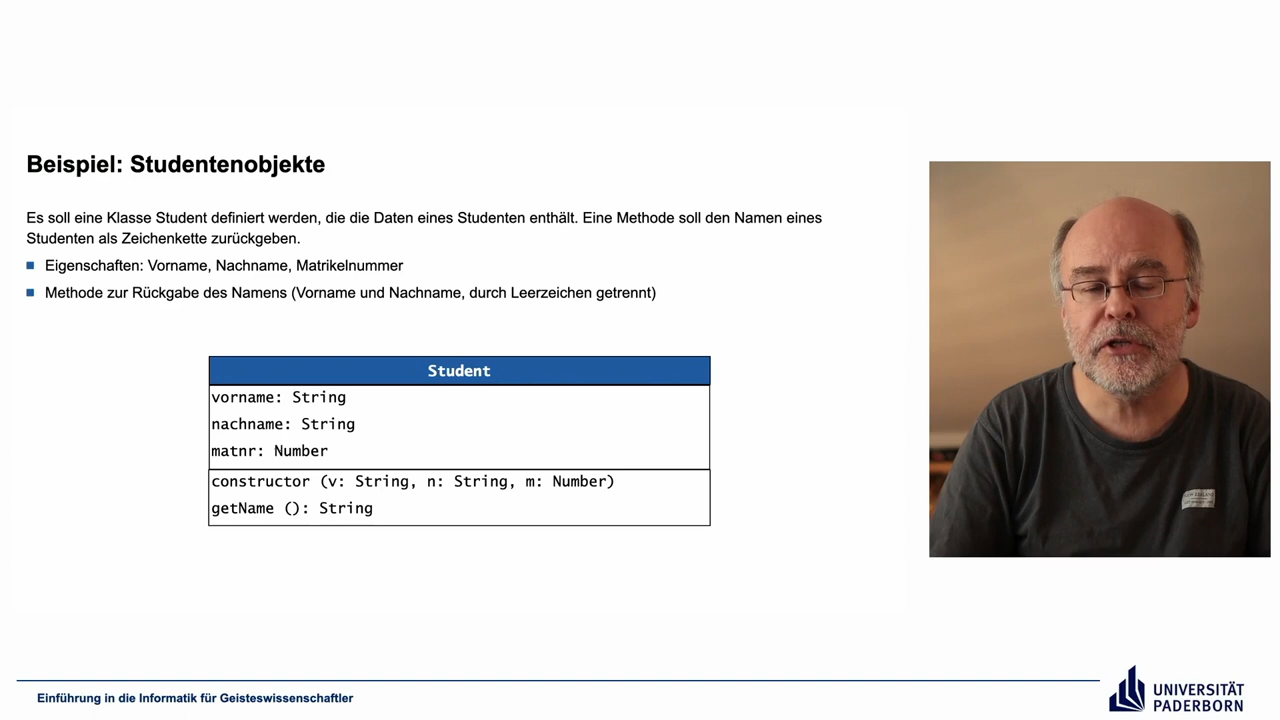 Beispiel: Studentenobjekte
Es soll eine Klasse Student definiert werden, die die Daten eines Studenten enthält. Eine Methode soll den Namen eines
Studenten als Zeichenkette zurückgeben.
Eigenschaften: Vorname, Nachname, Matrikelnummer
Methode zur Rückgabe des Namens (Vorname und Nachname, durch Leerzeichen getrennt)
Student
vorname: String
nachname: String
matnr: Number
constructor (v: String, n: String, m: Number)
getName (): String
Einführung in die Informatik für Geisteswissenschaftler
UNIVERSITÄT
PADERBORN